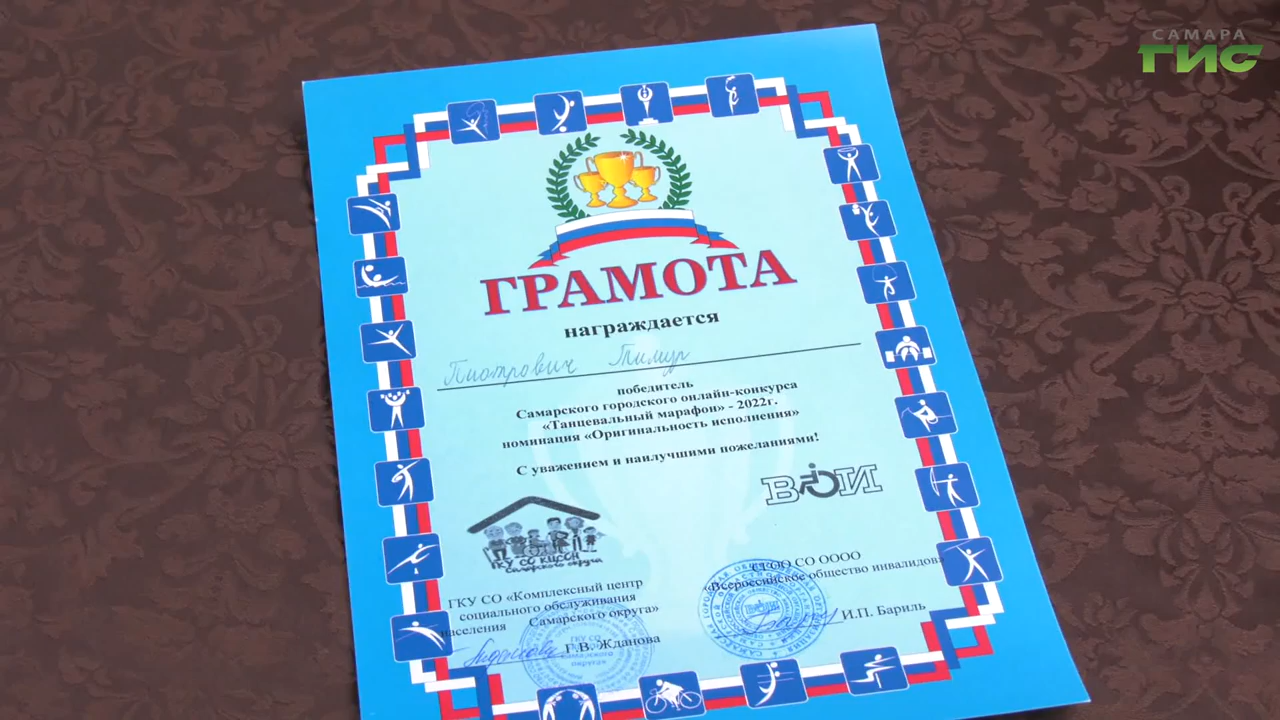 САМАРА
ГИС
ГРАМОТА
награждается
Пиотрович Тимур
победитель
Самарского городского онлайн-конкурса
«Танцевальный марафон» - 2022г.
номинация «Оригинальность исполнения»
С уважением и наилучшими пожеланиями!
ВОИ
ГКУ СО КЦСОН
Самарского округа
СГОО СО ОООО
«Всероссийское общество инвалидов»
И.П. Бариль
ГКУ СО «Комплексный центр
социального обслуживания
населения Самарского округа»
Г.В. Жданова